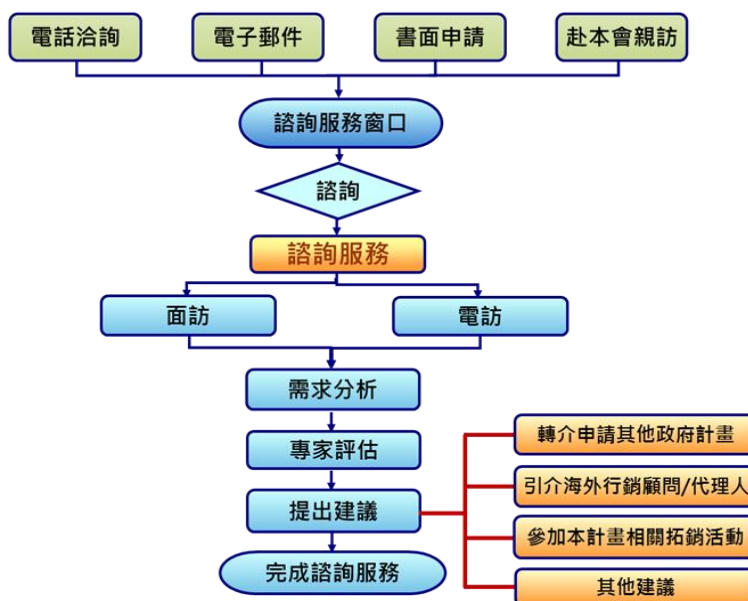 電話洽詢
電子郵件
書面申請
赴本會親訪
諮詢服務窗口
諮詢
諮詢服務
面訪
電訪
需求分析
專家評估
提出建議
完成諮詢服務
轉介申請其他政府計畫
引介海外行銷顧問/代理人
參加本計畫相關拓銷活動
其他建議